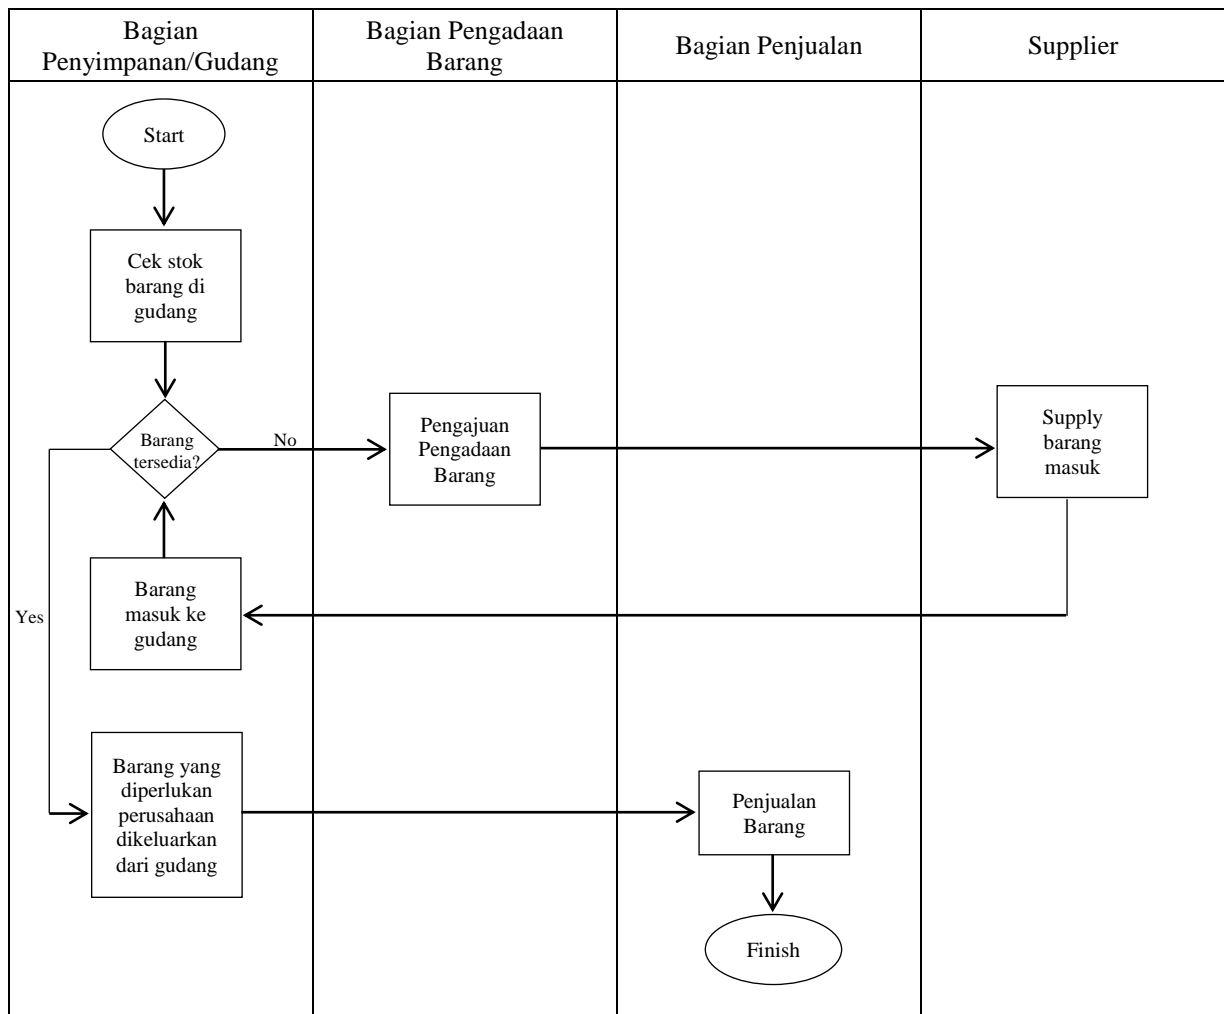 Bagian
Penyimpanan/Gudang
Bagian Pengadaan
Barang
Bagian Penjualan
Supplier
Start
Cek stok
barang di
gudang
Barang
tersedia?
No
Pengajuan
Pengadaan
Barang
Supply
barang
masuk
Barang
masuk ke
gudang
Yes
Barang yang
diperlukan
perusahaan
dikeluarkan
dari gudang
Penjualan
Barang
Finish